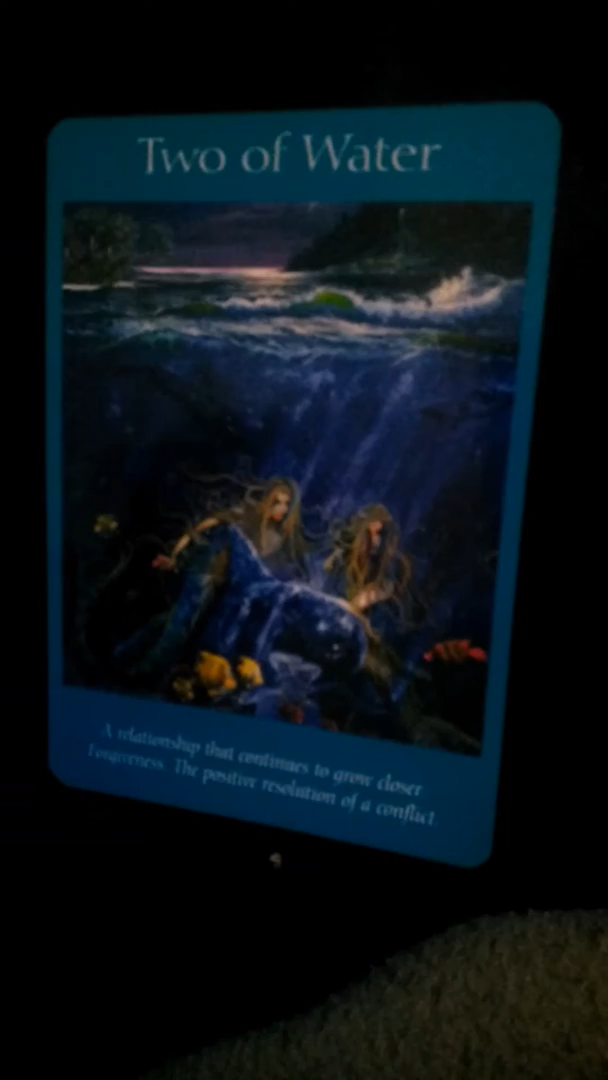 Two of Water
A relationship that continues to grow closer
Forgiveness The positive resolution of a conflict.